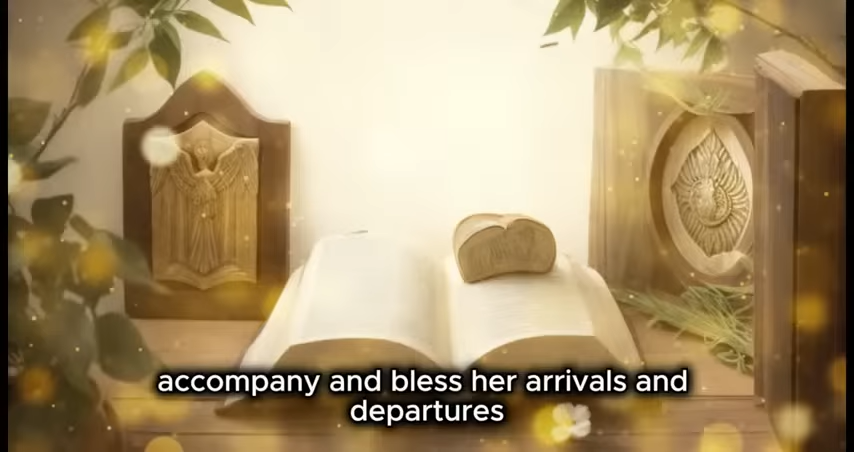 accompany and bless her arrivals and
departures